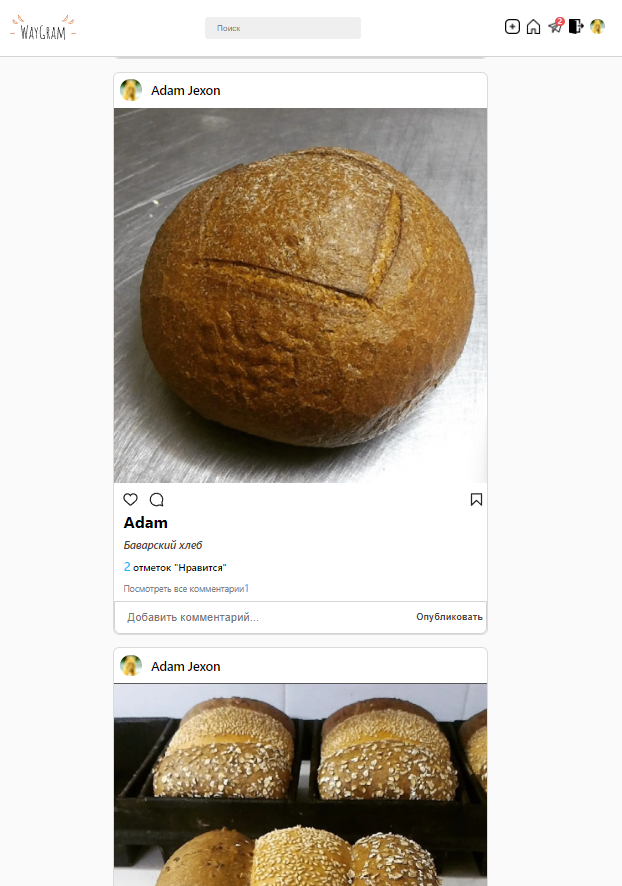 WAYGRAM
Поиск
2
Adam Jexon
Adam
Баварский хлеб
2 отметок "Нравится"
Посмотреть все комментарии1
Добавить комментарий...
Опубликовать
Adam Jexon